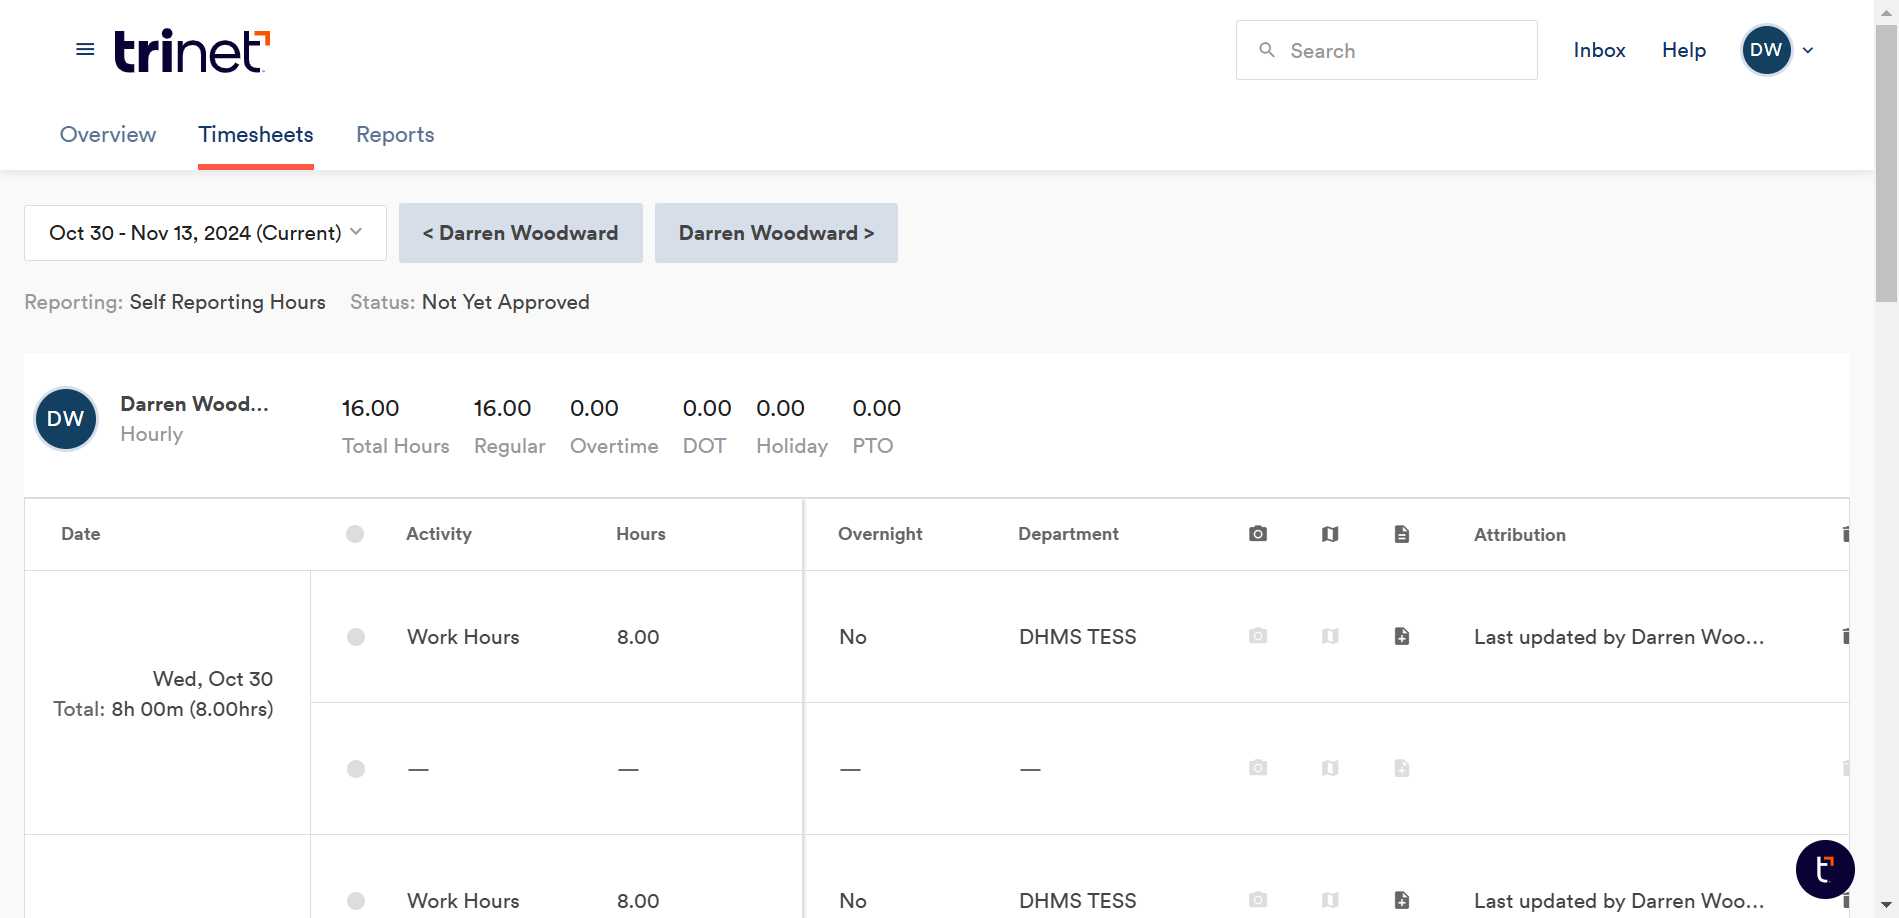 trinet
Search
Inbox
Help
DW
Overview
Timesheets
Reports
Oct 30 - Nov 13, 2024 (Current)
< Darren Woodward
Darren Woodward >
Reporting: Self Reporting Hours
Status: Not Yet Approved
DW
Darren Wood...
Hourly
16.00
Total Hours
16.00
Regular
0.00
Overtime
0.00
DOT
0.00
Holiday
0.00
PTO
Date
Activity
Hours
Overnight
Department
Attribution
Wed, Oct 30
Total: 8h 00m (8.00hrs)
Work Hours
8.00
No
DHMS TESS
Last updated by Darren Woo...
—
—
—
—
Work Hours
8.00
No
DHMS TESS
Last updated by Darren Woo...
t